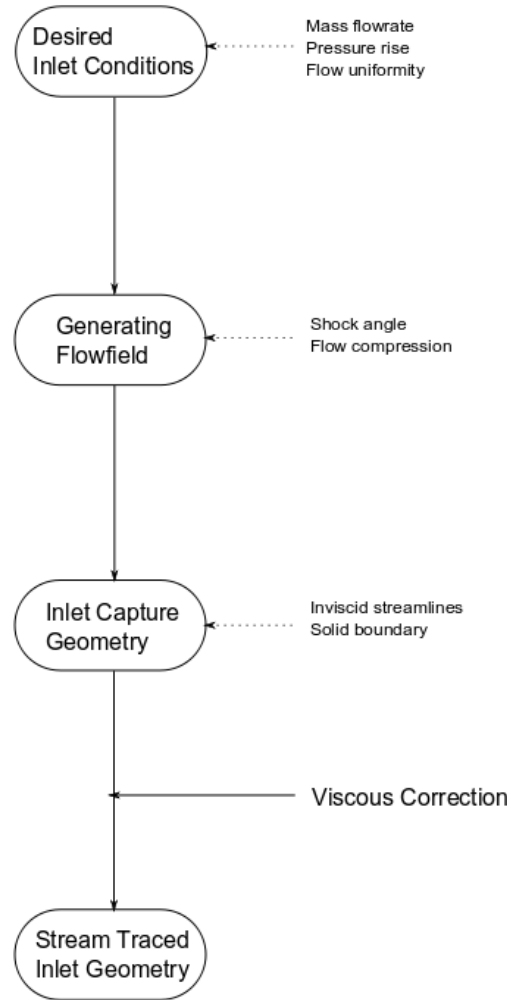 Desired
Inlet Conditions
Mass flowrate
Pressure rise
Flow uniformity
Generating
Flowfield
Shock angle
Flow compression
Inlet Capture
Geometry
Inviscid streamlines
Solid boundary
Viscous Correction
Stream Traced
Inlet Geometry